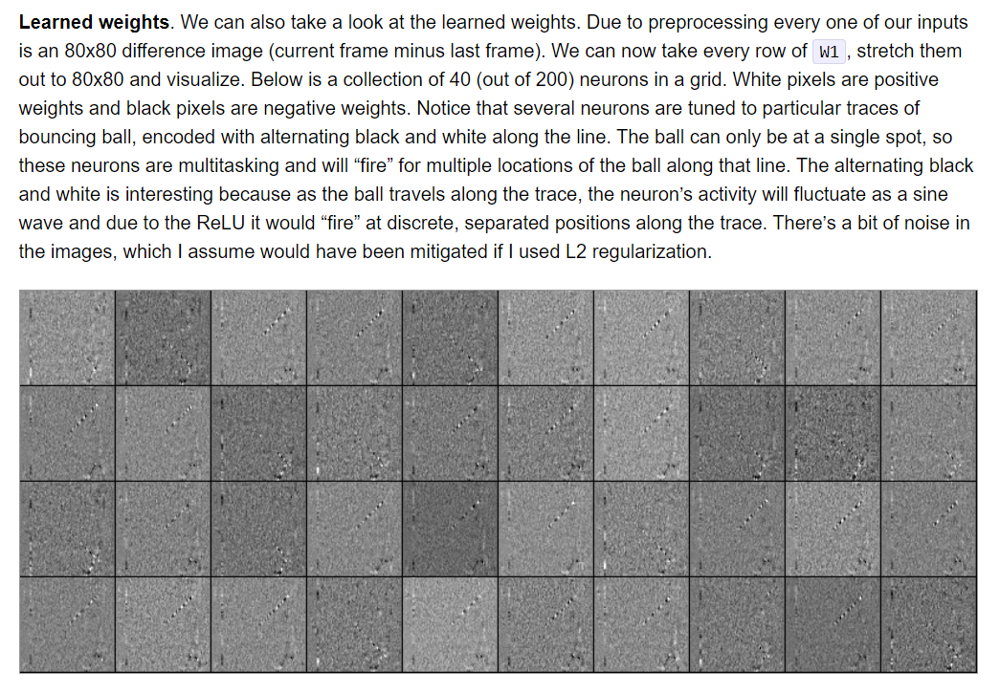 Learned weights. We can also take a look at the learned weights. Due to preprocessing every one of our inputs
is an 80x80 difference image (current frame minus last frame). We can now take every row of W1 , stretch them
out to 80x80 and visualize. Below is a collection of 40 (out of 200) neurons in a grid. White pixels are positive
weights and black pixels are negative weights. Notice that several neurons are tuned to particular traces of
bouncing ball, encoded with alternating black and white along the line. The ball can only be at a single spot, so
these neurons are multitasking and will “fire” for multiple locations of the ball along that line. The alternating black
and white is interesting because as the ball travels along the trace, the neuron’s activity will fluctuate as a sine
wave and due to the ReLU it would “fire” at discrete, separated positions along the trace. There’s a bit of noise in
the images, which I assume would have been mitigated if I used L2 regularization.